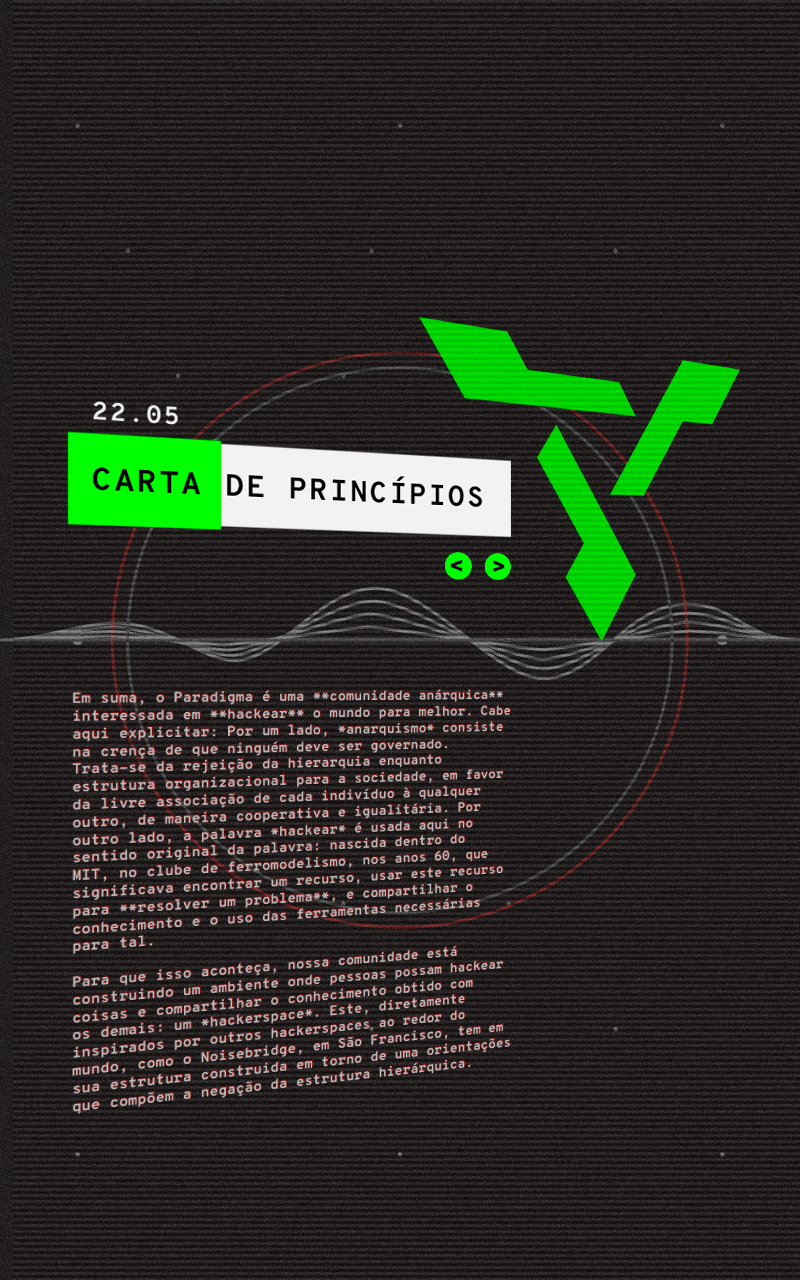 22.05
CARTA DE PRINCÍPIOS
< >
Em suma, o Paradigma é uma **comunidade anárquica**
interessada em **hackear** o mundo para melhor. Cabe
aqui explicitar: Por um lado, *anarquismo* consiste
na crença de que ninguém deve ser governado.
Trata-se da rejeição da hierarquia enquanto
estrutura organizacional para a sociedade, em favor
da livre associação de cada indivíduo à qualquer
outro, de maneira cooperativa e igualitária. Por
outro lado, a palavra *hackear* é usada aqui no
sentido original da palavra: nascida dentro do
MIT, no clube de ferromodelismo, nos anos 60, que
significava encontrar um recurso, usar este recurso
para **resolver um problema**, e compartilhar o
conhecimento e o uso das ferramentas necessárias
para tal.
Para que isso aconteça, nossa comunidade está
construindo um ambiente onde pessoas possam hackear
coisas e compartilhar o conhecimento obtido com
os demais: um *hackerspace*. Este, diretamente
inspirados por outros hackerspaces ao redor do
mundo, como o Noisebridge, em São Francisco, tem em
sua estrutura construida em torno de uma orientações
que compõem a negação da estrutura hierárquica.